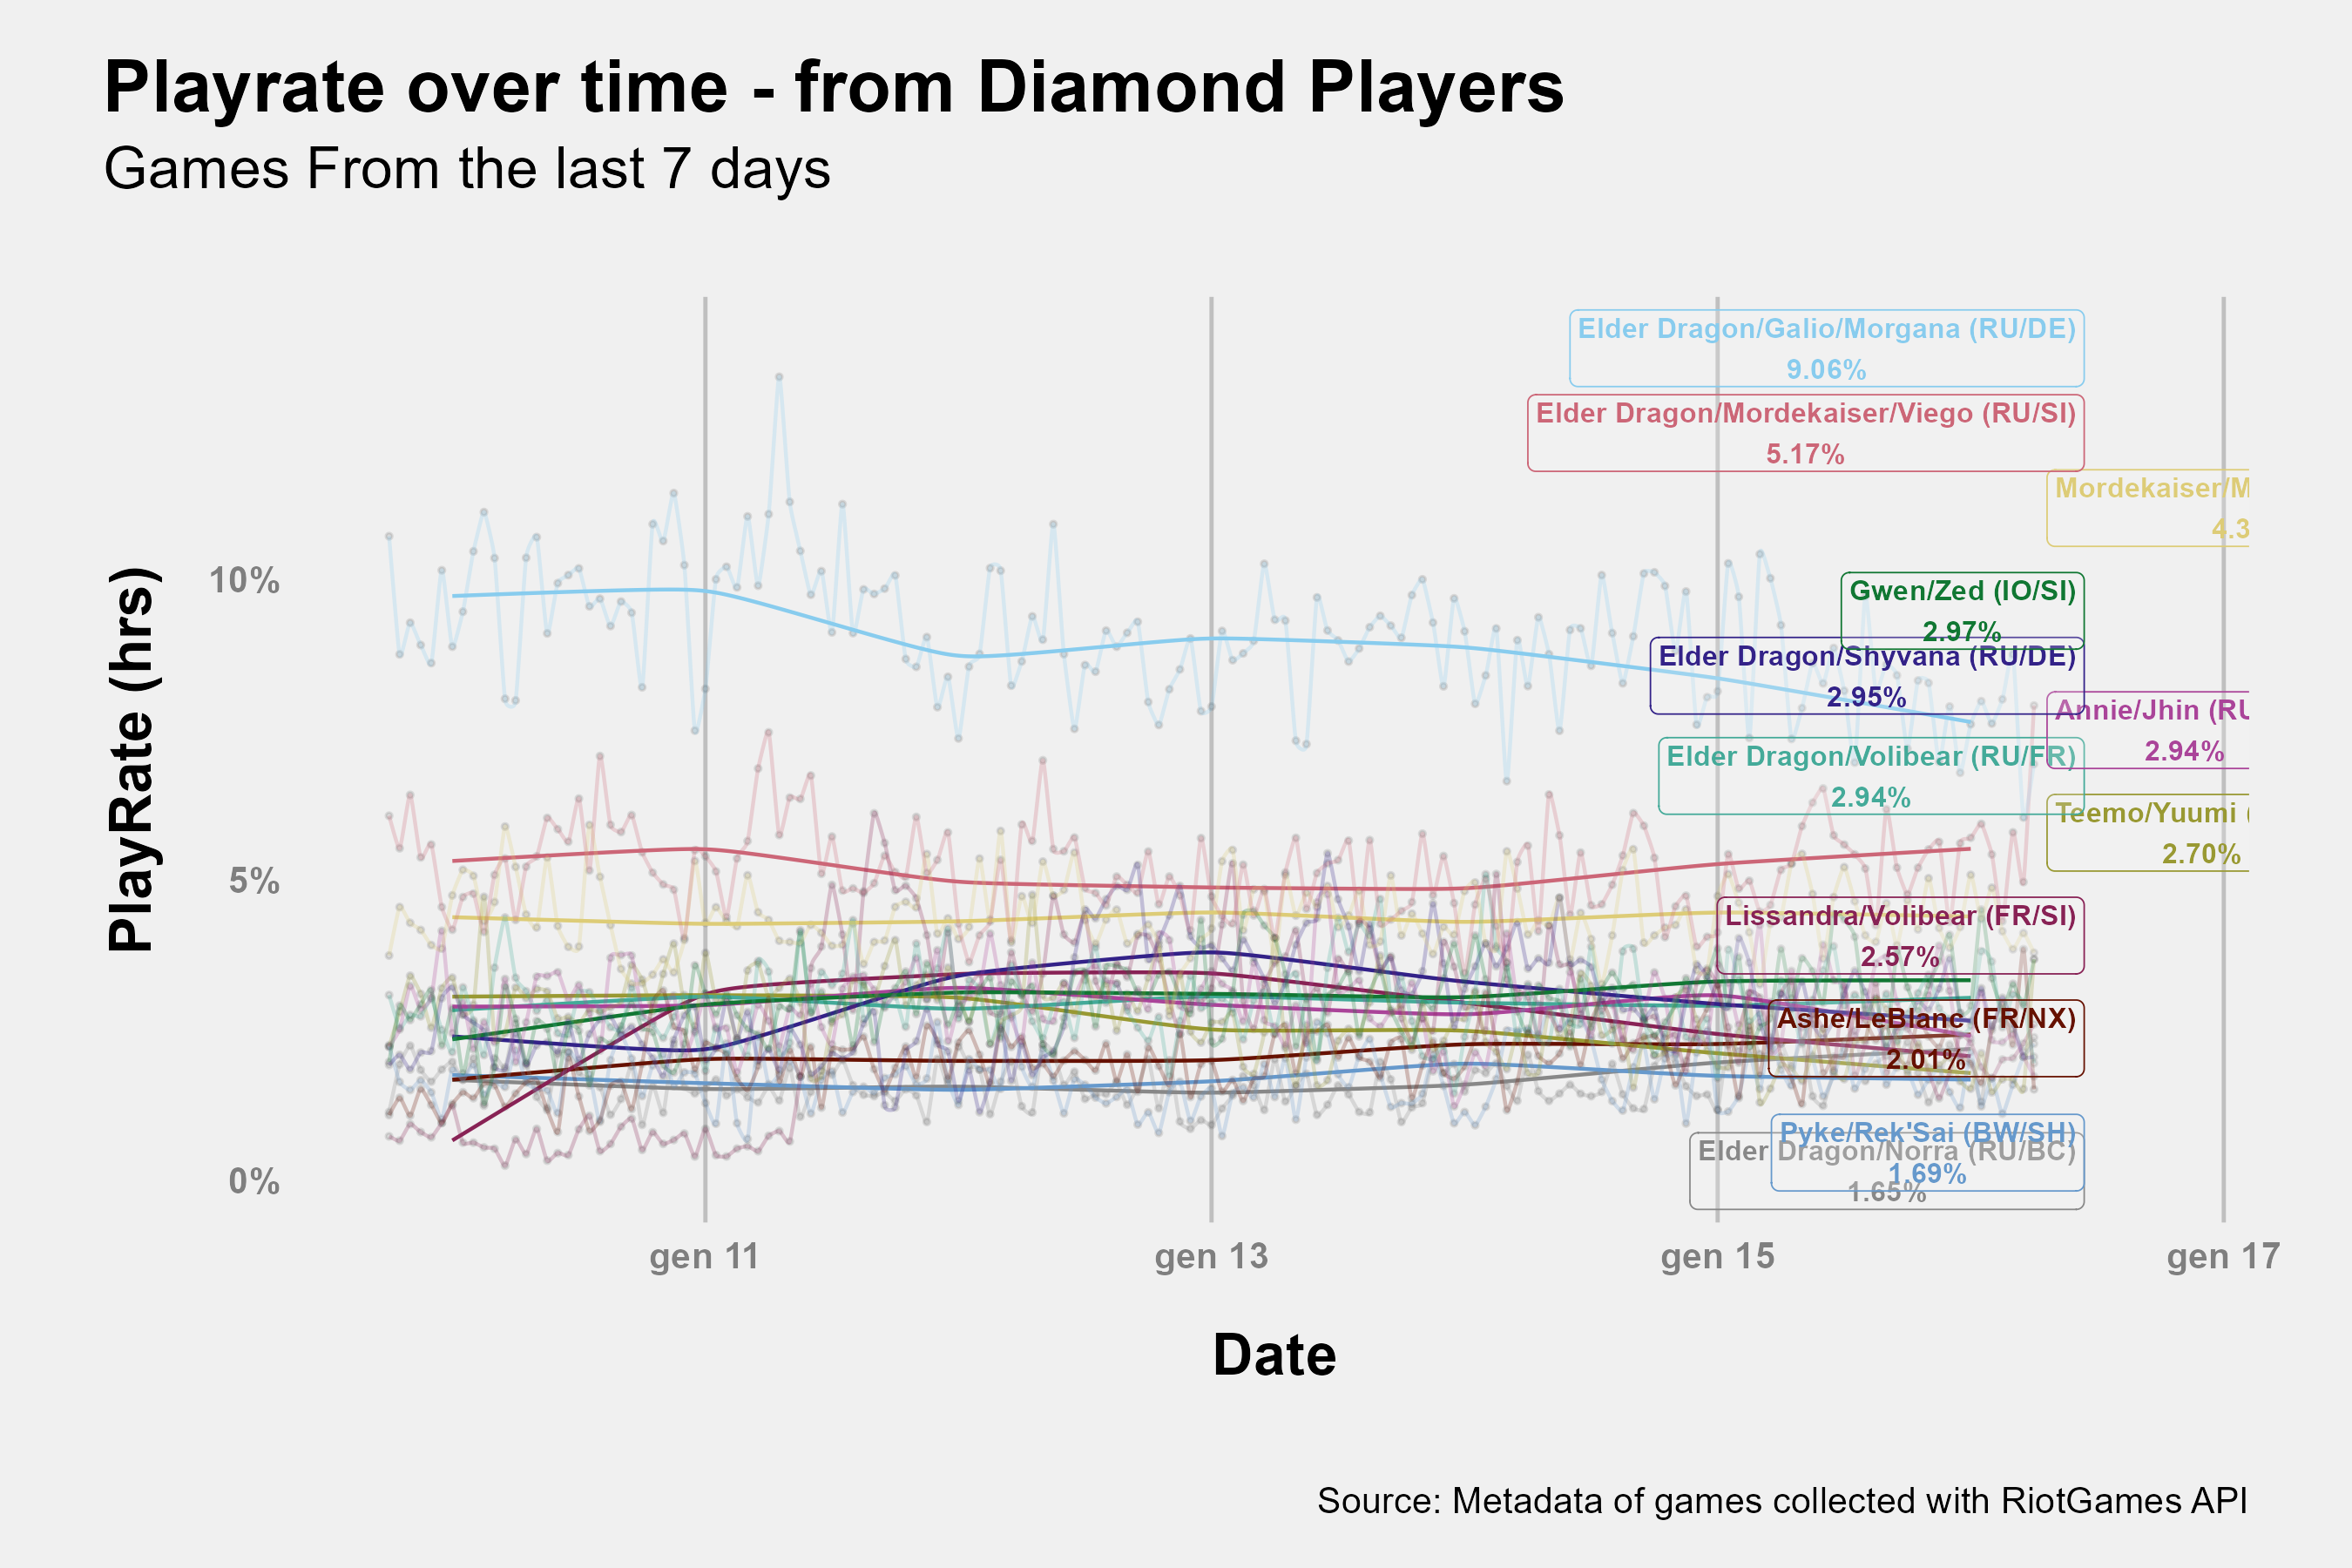 Playrate over time - from Diamond Players
Games From the last 7 days
PlayRate (hrs)
10%
5%
0%
Elder Dragon/Galio/Morgana (RU/DE)
9.06%
Elder Dragon/Mordekaiser/Viego (RU/SI)
5.17%
Mordekaiser/M
4.3
Gwen/Zed (IO/SI)
2.97%
Elder Dragon/Shyvana (RU/DE)
2.95%
Annie/Jhin (RU
2.94%
Elder Dragon/Volibear (RU/FR)
2.94%
Teemo/Yuumi (
2.70%
Lissandra/Volibear (FR/SI)
2.57%
Ashe/LeBlanc (FR/NX)
2.01%
Pyke/Rek'Sai (BW/SH)
1.69%
Elder Dragon/Norra (RU/BC)
1.65%
gen 11
gen 13
gen 15
gen 17
Date
Source: Metadata of games collected with RiotGames API